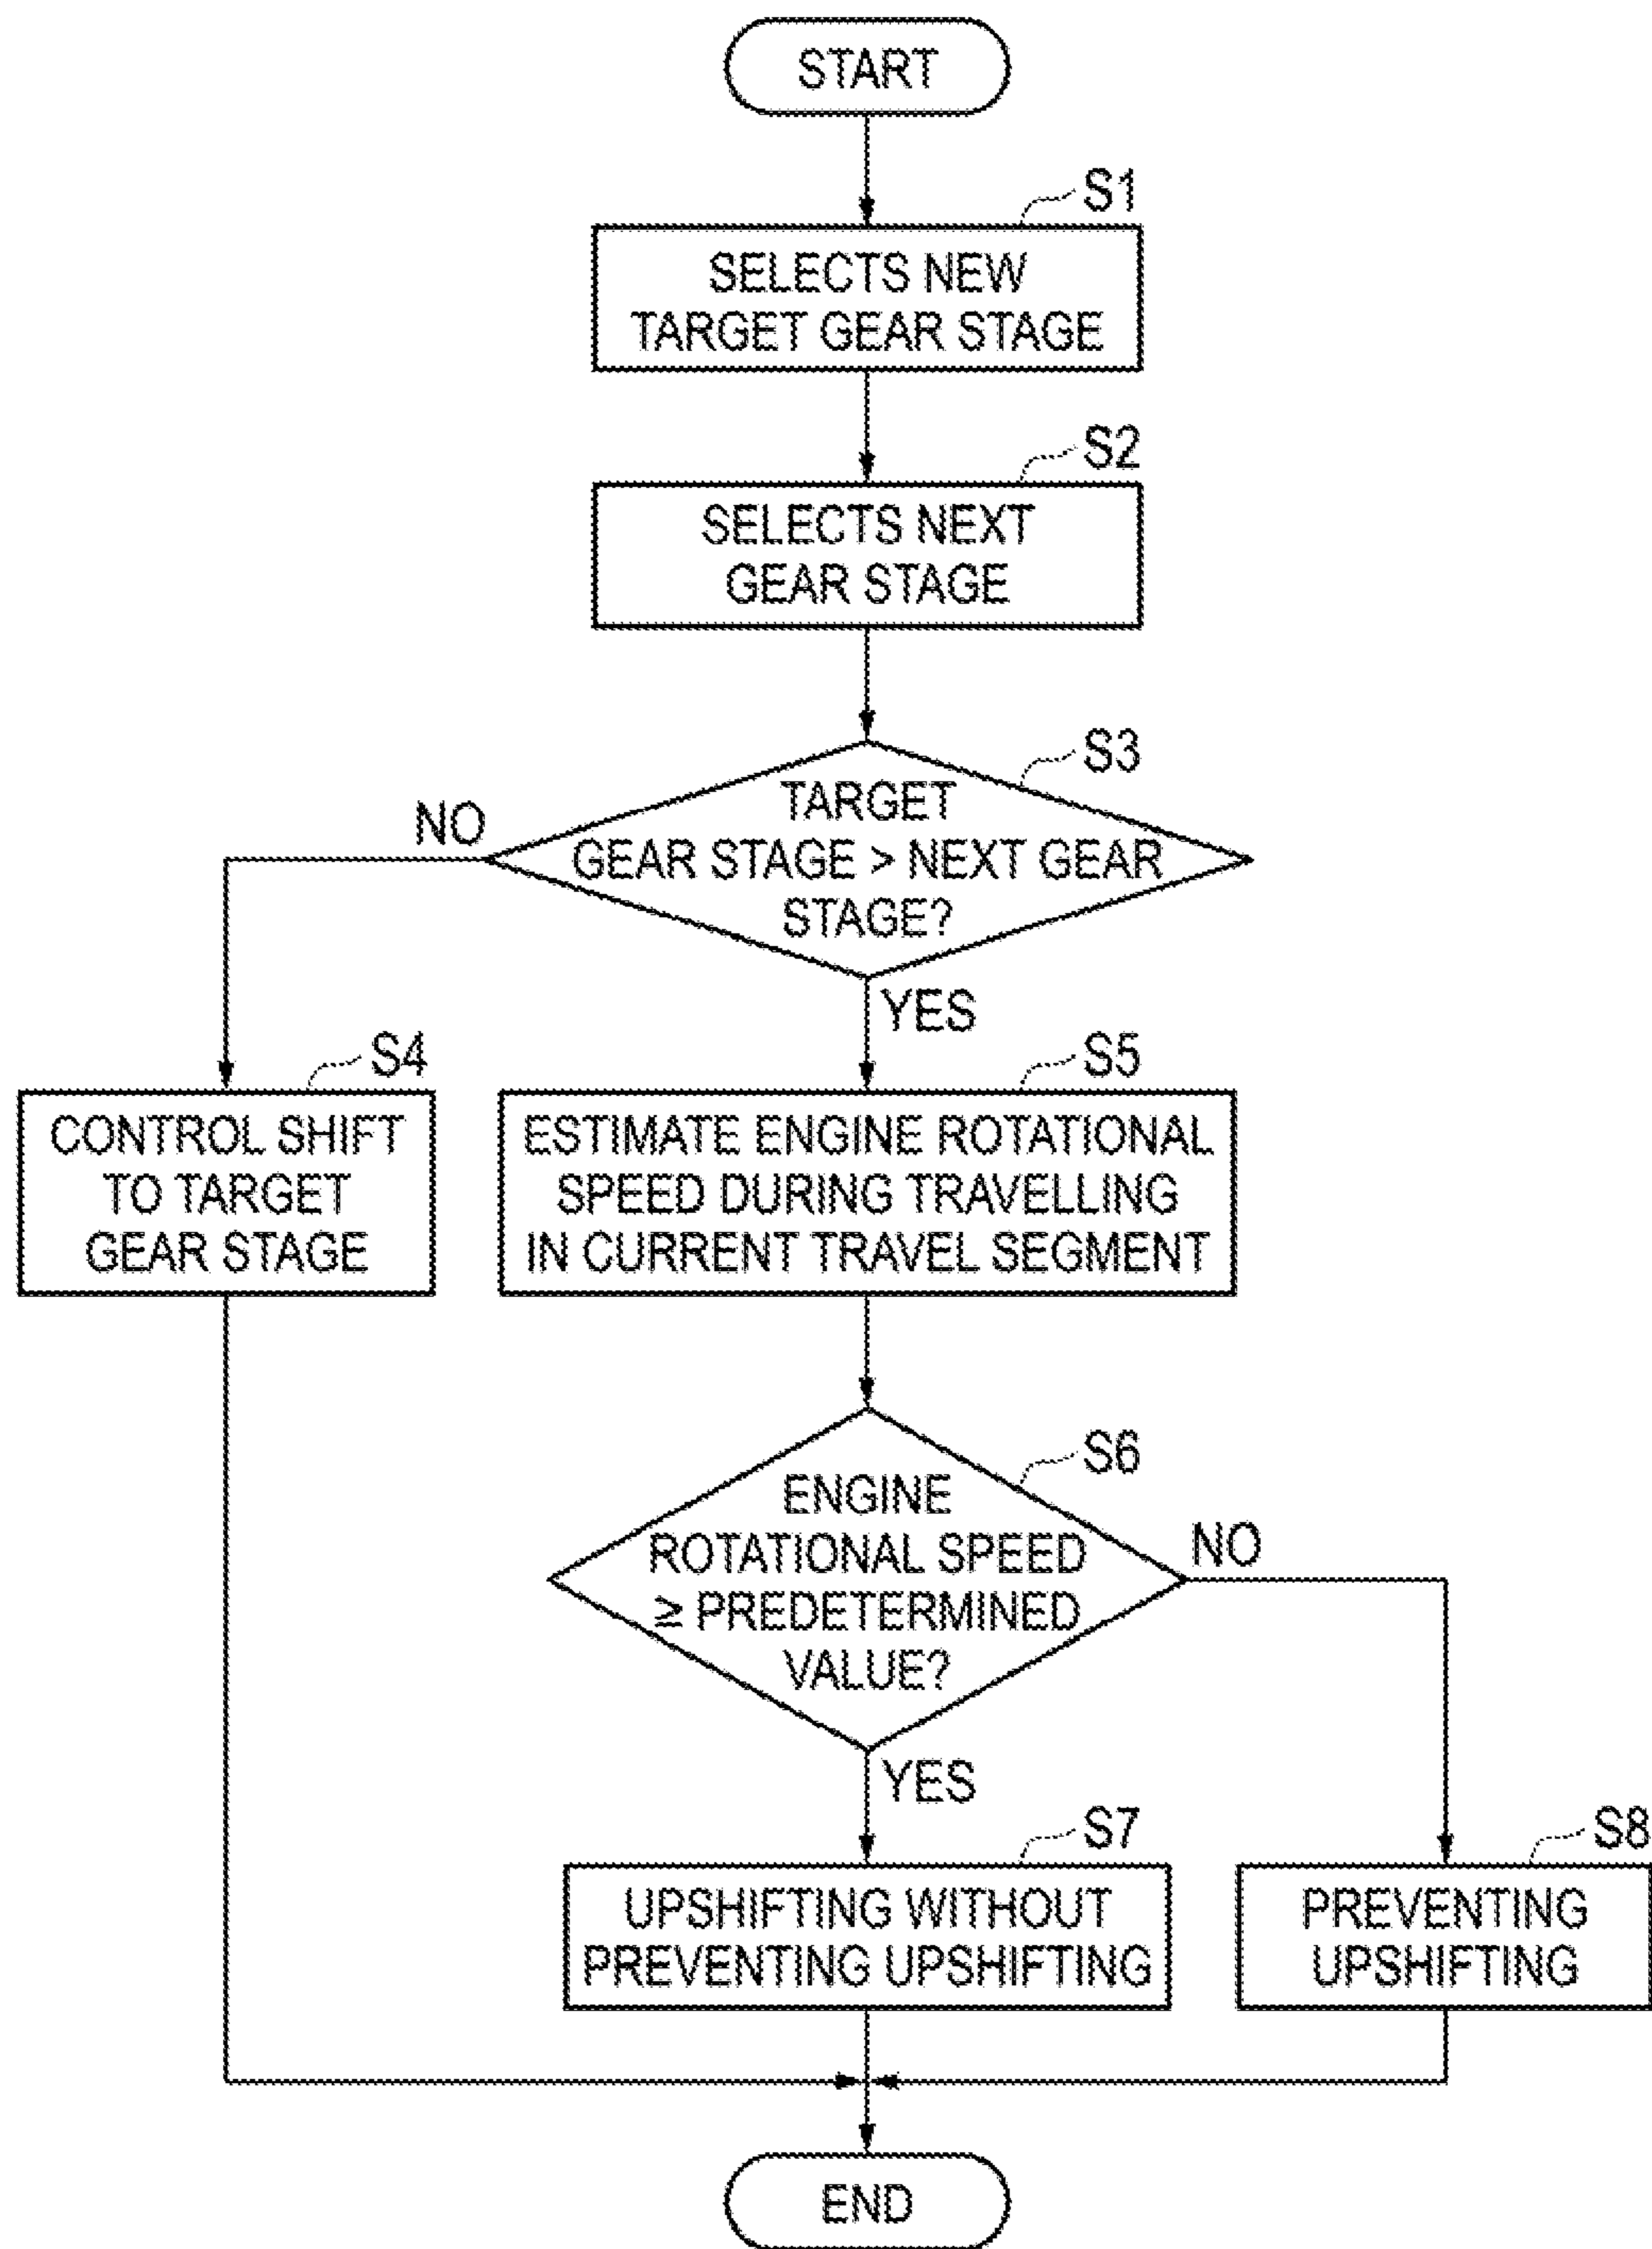 START
S1
SELECTS NEW
TARGET GEAR STAGE
S2
SELECTS NEXT
GEAR STAGE
S3
TARGET
GEAR STAGE > NEXT GEAR
STAGE?
NO
YES
S4
CONTROL SHIFT
TO TARGET
GEAR STAGE
S5
ESTIMATE ENGINE ROTATIONAL
SPEED DURING TRAVELLING
IN CURRENT TRAVEL SEGMENT
S6
ENGINE
ROTATIONAL SPEED
≥ PREDETERMINED
VALUE?
NO
YES
S7
UPSHIFTING WITHOUT
PREVENTING UPSHIFTING
S8
PREVENTING
UPSHIFTING
END